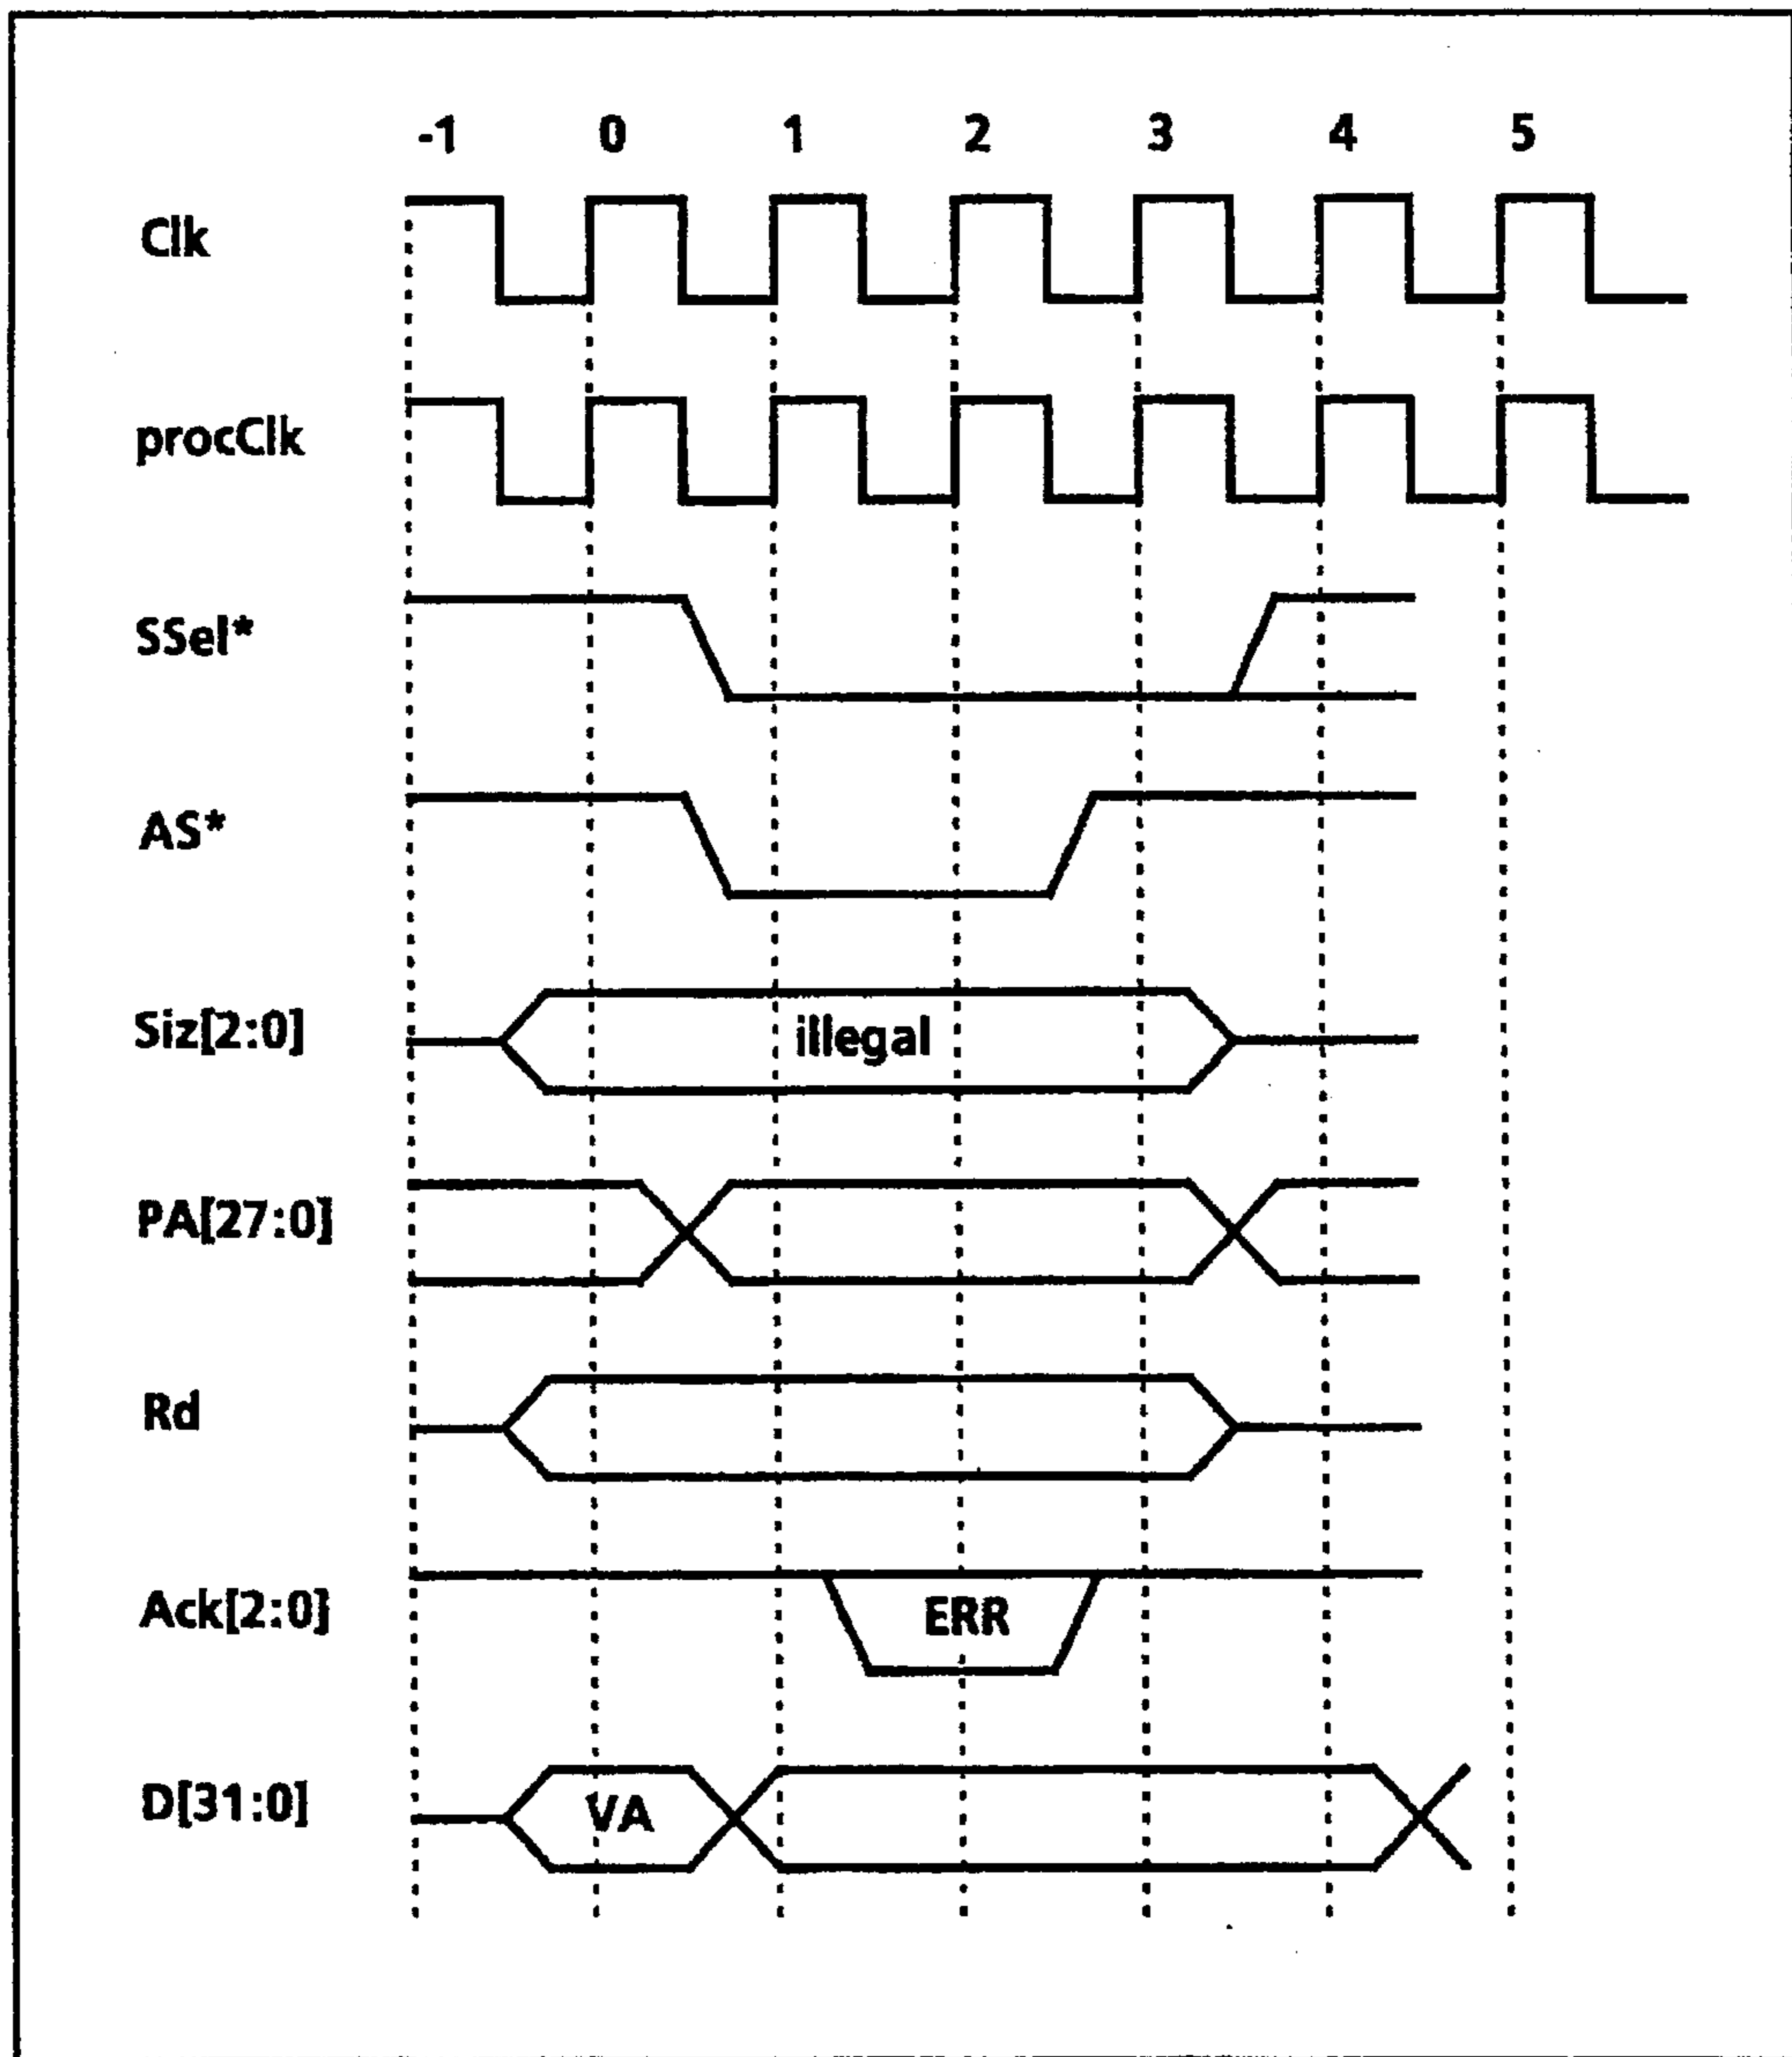 -1 0 1 2 3 4 5
Clk
procClk
SSel*
AS*
Siz[2:0] illegal
PA[27:0]
Rd
Ack[2:0] ERR
D[31:0] VA